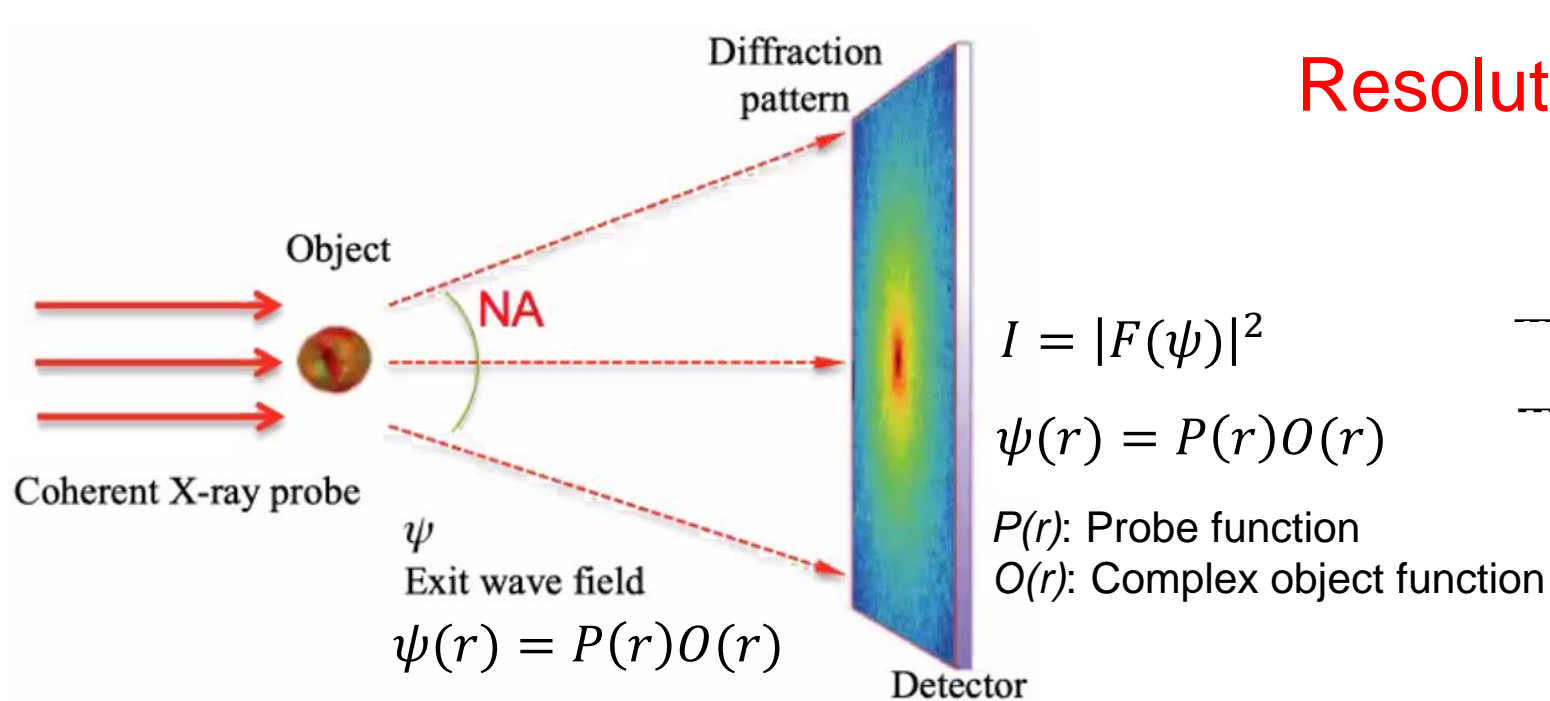 Diffraction
pattern
Resolut
Object
NA
I = |F(ψ)|²
ψ(r) = P(r)O(r)
Coherent X-ray probe
P(r): Probe function
O(r): Complex object function
ψ
Exit wave field
ψ(r) = P(r)O(r)
Detector